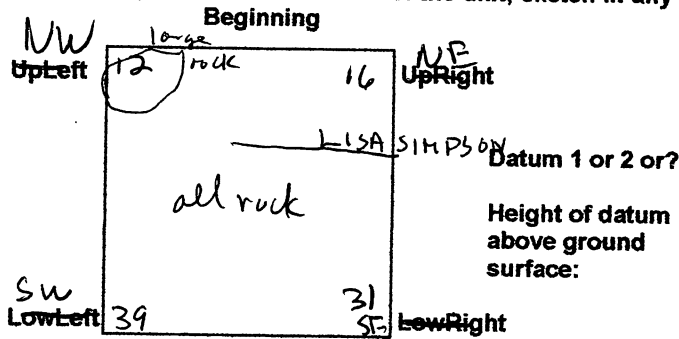 Beginning
NW large NE
UpLeft 12 rock 16 UpRight
LISA SIMPSON
Datum 1 or 2 or?
all rock
Height of datum
above ground
surface:
SW 31
LowLeft 39 SE LowRight